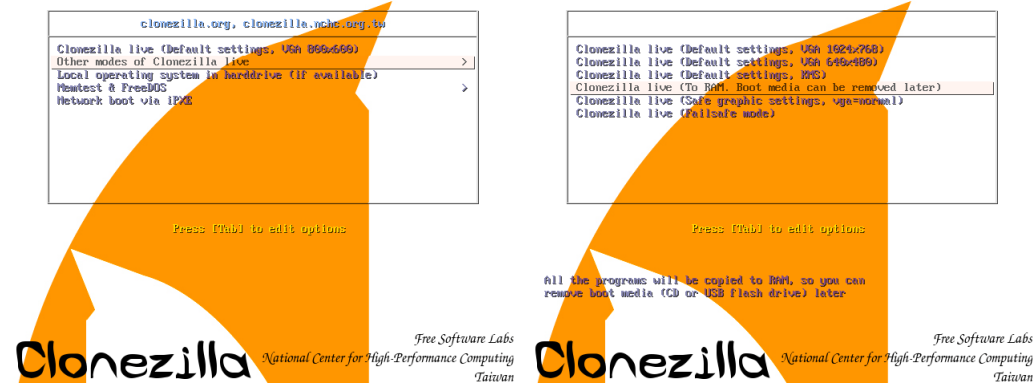 clonezilla.org, clonezilla.nchc.org.tw
Clonezilla live (Default settings, VGA 800x600)
Other modes of Clonezilla live >
Local operating system in harddrive (if available)
Memtest & FreeDOS >
Network boot via iPXE
Press [Tab] to edit options
Clonezilla
Free Software Labs
National Center for High-Performance Computing
Taiwan
Clonezilla live (Default settings, VGA 1024x768)
Clonezilla live (Default settings, VGA 640x480)
Clonezilla live (Default settings, KMS)
Clonezilla live (To RAM. Boot media can be removed later)
Clonezilla live (Safe graphic settings, vga=normal)
Clonezilla live (Failsafe mode)
Press [Tab] to edit options
All the programs will be copied to RAM, so you can
remove boot media (CD or USB flash drive) later
Clonezilla
Free Software Labs
National Center for High-Performance Computing
Taiwan